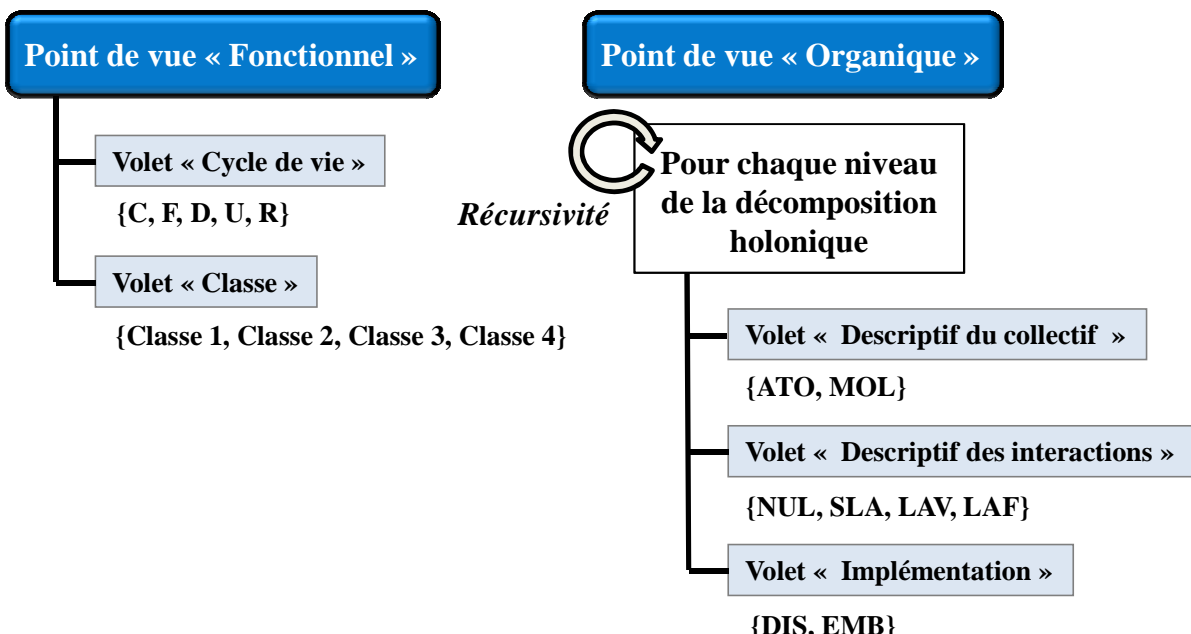 Point de vue « Fonctionnel »
Volet « Cycle de vie »
{C, F, D, U, R}
Volet « Classe »
{Classe 1, Classe 2, Classe 3, Classe 4}
Point de vue « Organique »
Récursivité
Pour chaque niveau
de la décomposition
holonique
Volet «  Descriptif du collectif  »
{ATO, MOL}
Volet «  Descriptif des interactions »
{NUL, SLA, LAV, LAF}
Volet «  Implémentation »
{DIS, EMB}